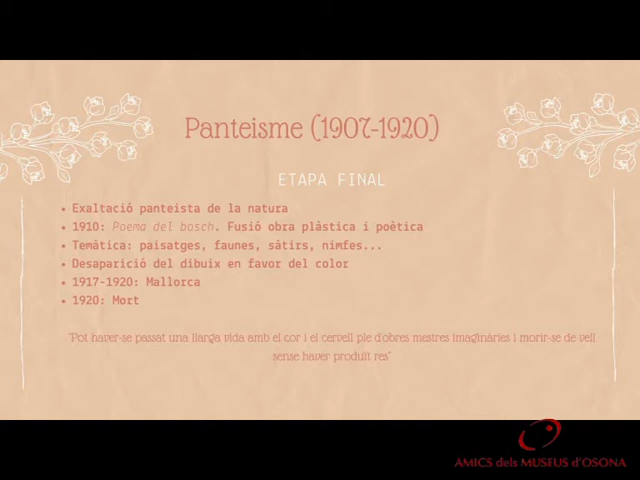 Panteisme (1907-1920)
ETAPA FINAL
• Exaltació panteista de la natura
• 1910: Poema del bosch. Fusió obra plàstica i poètica
• Temàtica: paisatges, faunes, sàtirs, nimfes...
• Desaparició del dibuix en favor del color
• 1917-1920: Mallorca
• 1920: Mort
"Pot haver-se passat una llarga vida amb el cor i el cervell ple d'obres mestres imaginàries i morir-se de vell
sense haver produït res"
AMICS dels MUSEUS d'OSONA